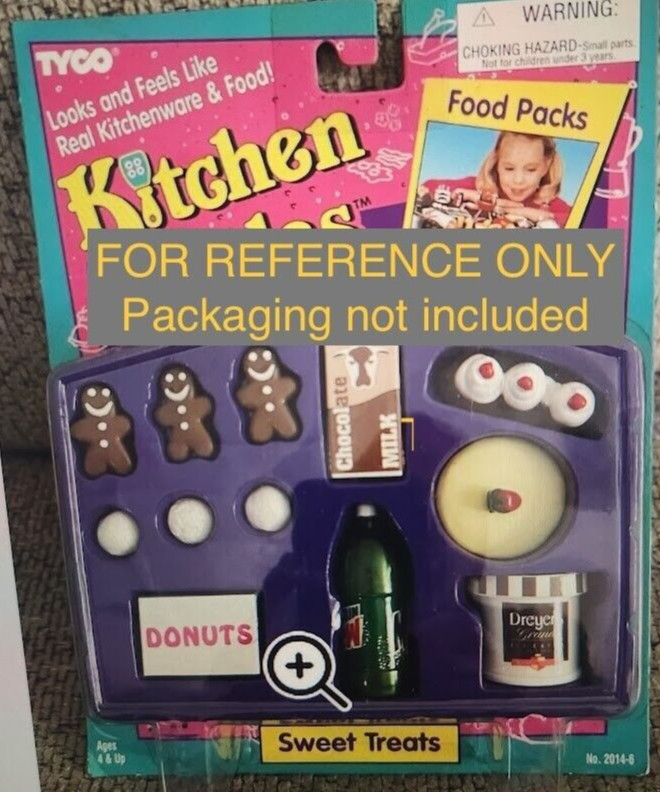 WARNING:
CHOKING HAZARD-Small parts.
Not for children under 3 years.
TYCO®
Looks and Feels Like
Real Kitchenware & Food!
Kitchen
Food Packs
FOR REFERENCE ONLY
Packaging not included
Chocolate
MILK
DONUTS
Dreyer
Grand
Sweet Treats
Ages
4 & Up
No. 2014-6